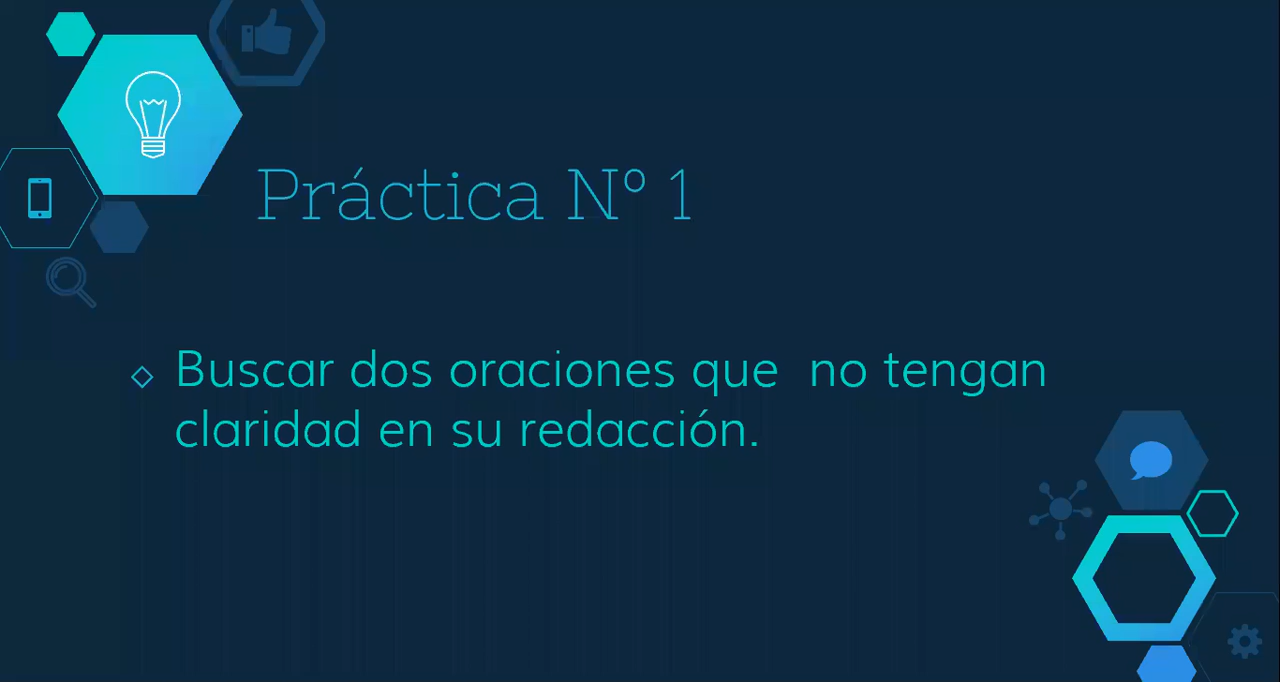 Práctica Nº 1
Buscar dos oraciones que no tengan
claridad en su redacción.